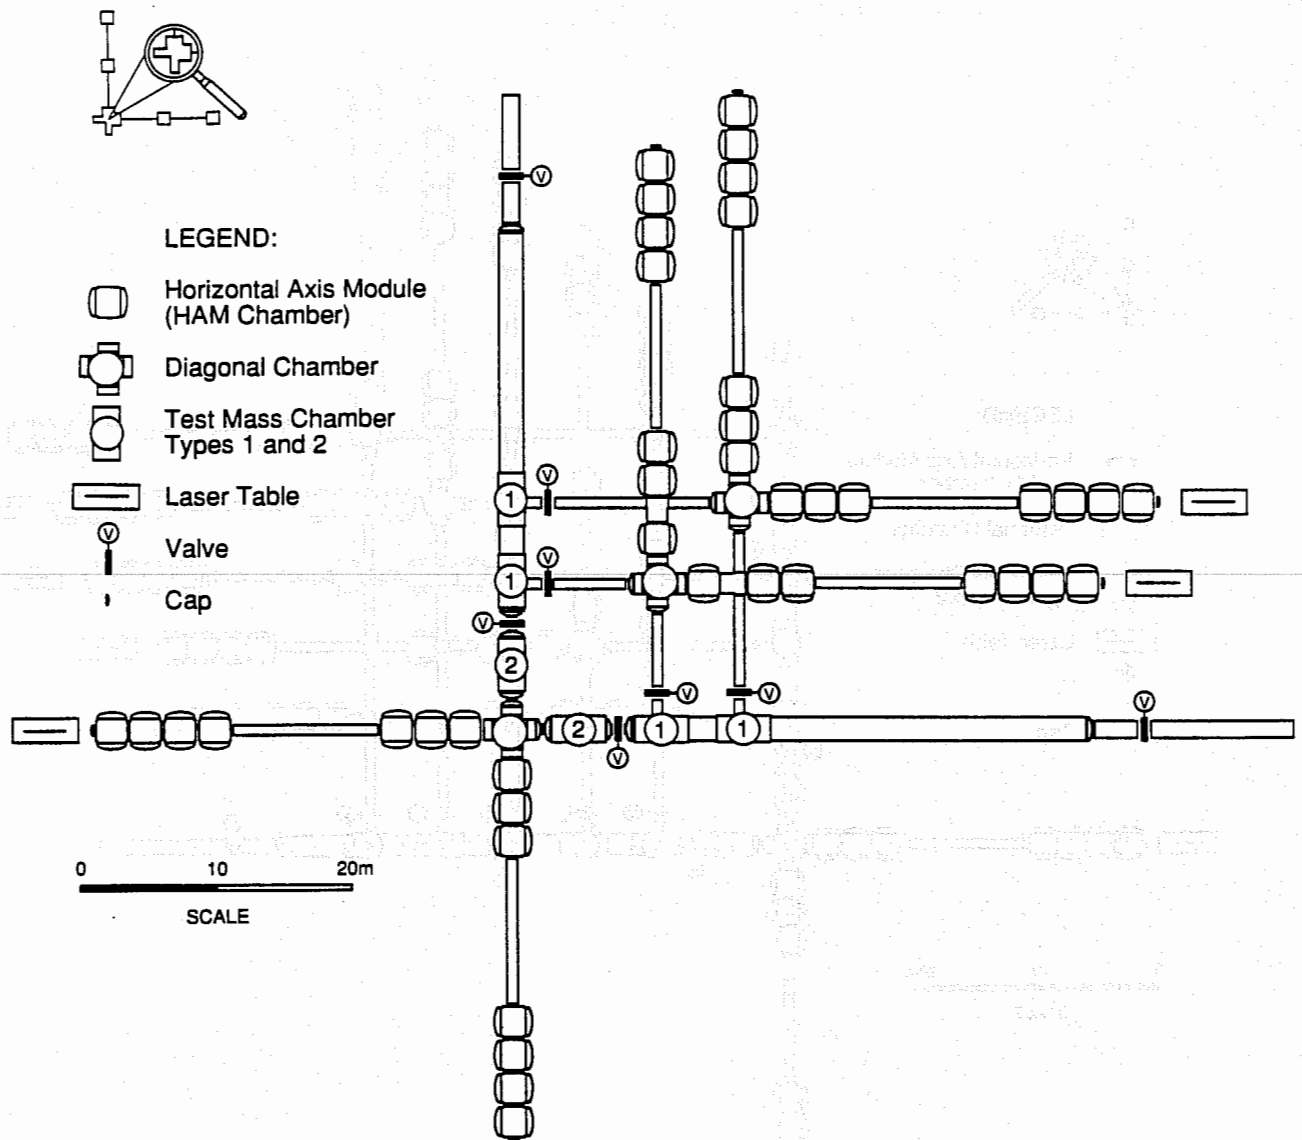 LEGEND:
Horizontal Axis Module
(HAM Chamber)
Diagonal Chamber
Test Mass Chamber
Types 1 and 2
Laser Table
V
Valve
Cap
V
V
1
V
1
V
2
V
V
V
2
V
1
1
0 10 20m
SCALE